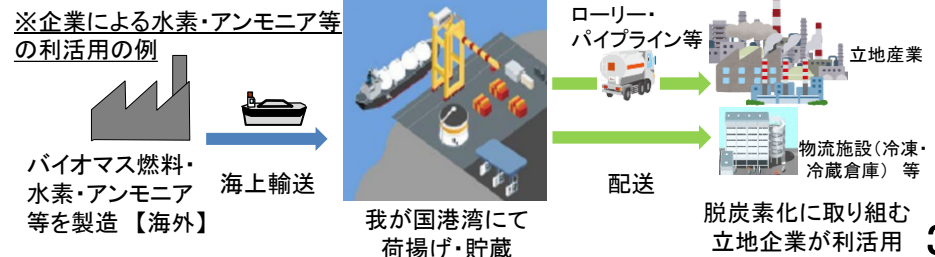 ※企業による水素・アンモニア等
の利活用の例
バイオマス燃料・
水素・アンモニア
等を製造 【海外】
海上輸送
我が国港湾にて
荷揚げ・貯蔵
ローリー・
パイプライン等
配送
立地産業
物流施設（冷凍・
冷蔵倉庫） 等
脱炭素化に取り組む
立地企業が利活用